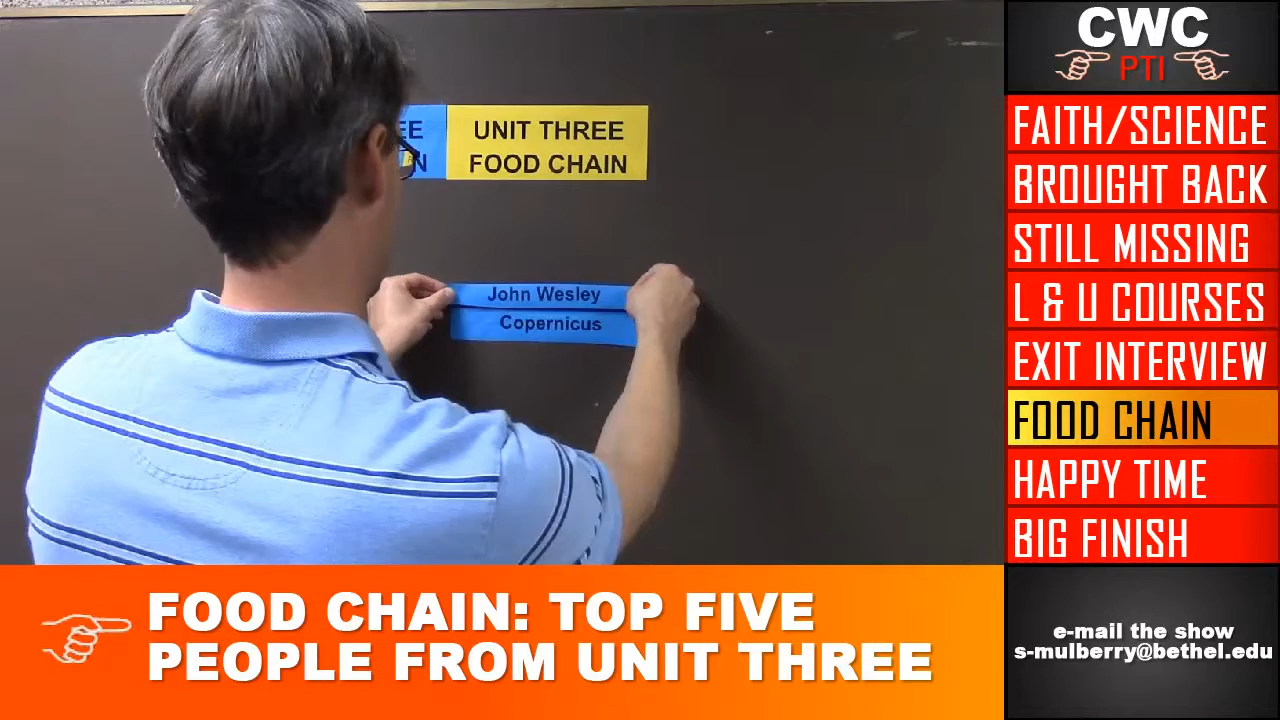 EE
N
UNIT THREE
FOOD CHAIN
John Wesley
Copernicus
CWC
PTI
FAITH/SCIENCE
BROUGHT BACK
STILL MISSING
L & U COURSES
EXIT INTERVIEW
FOOD CHAIN
HAPPY TIME
BIG FINISH
e-mail the show
s-mulberry@bethel.edu
FOOD CHAIN: TOP FIVE
PEOPLE FROM UNIT THREE